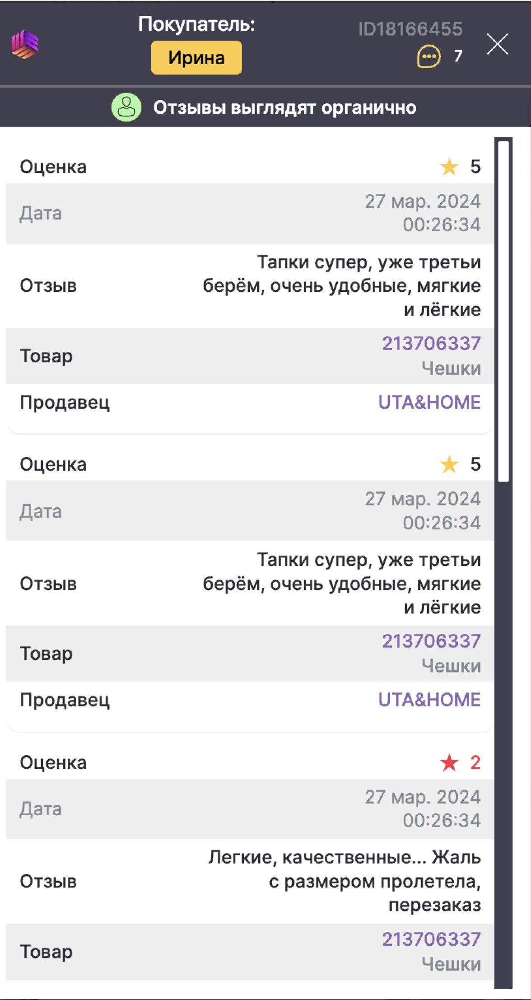 Покупатель:
Ирина
ID18166455
7
Отзывы выглядят органично
Оценка
5
Дата
27 мар. 2024
00:26:34
Отзыв
Тапки супер, уже третьи
берём, очень удобные, мягкие
и лёгкие
Товар
213706337
Чешки
Продавец
UTA&HOME
Оценка
5
Дата
27 мар. 2024
00:26:34
Отзыв
Тапки супер, уже третьи
берём, очень удобные, мягкие
и лёгкие
Товар
213706337
Чешки
Продавец
UTA&HOME
Оценка
2
Дата
27 мар. 2024
00:26:34
Отзыв
Легкие, качественные... Жаль
с размером пролетела,
перезаказ
Товар
213706337
Чешки